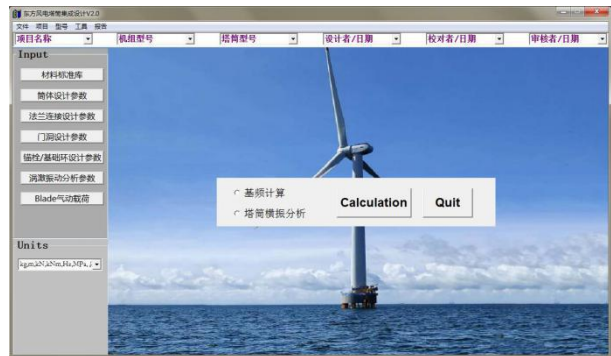 东方风电塔筒集成设计V2.0
文件 项目 型号 工具 报告
项目名称 机组型号 塔筒型号 设计者/日期 校对者/日期 审核者/日期
Input
材料标准库
筒体设计参数
法兰连接设计参数
门洞设计参数
锚栓/基础环设计参数
涡激振动分析参数
Blade气动载荷
基频计算
塔筒横振分析
Calculation Quit
Units
kgm,kN,kNm,Hz,MPa,